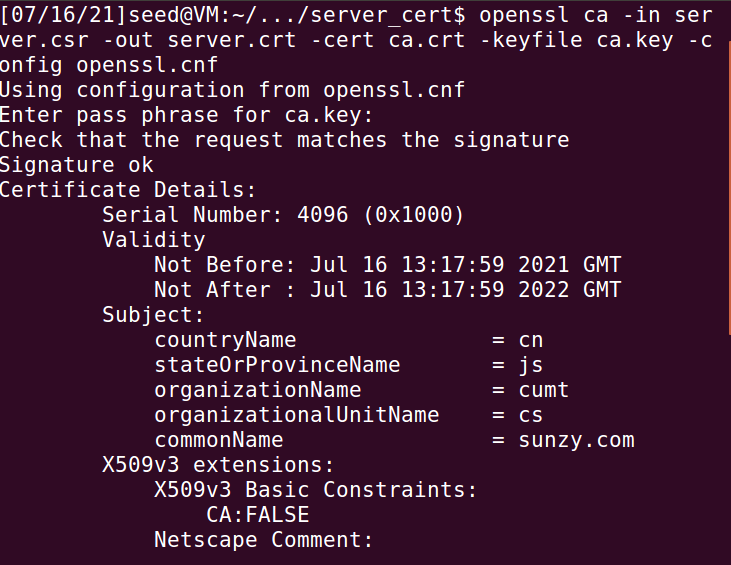 [07/16/21]seed@VM:~/.../server_cert$ openssl ca -in ser
ver.csr -out server.crt -cert ca.crt -keyfile ca.key -c
onfig openssl.cnf
Using configuration from openssl.cnf
Enter pass phrase for ca.key:
Check that the request matches the signature
Signature ok
Certificate Details:
        Serial Number: 4096 (0x1000)
        Validity
            Not Before: Jul 16 13:17:59 2021 GMT
            Not After : Jul 16 13:17:59 2022 GMT
        Subject:
            countryName               = cn
            stateOrProvinceName       = js
            organizationName          = cumt
            organizationalUnitName    = cs
            commonName                = sunzy.com
        X509v3 extensions:
            X509v3 Basic Constraints:
                CA:FALSE
            Netscape Comment: